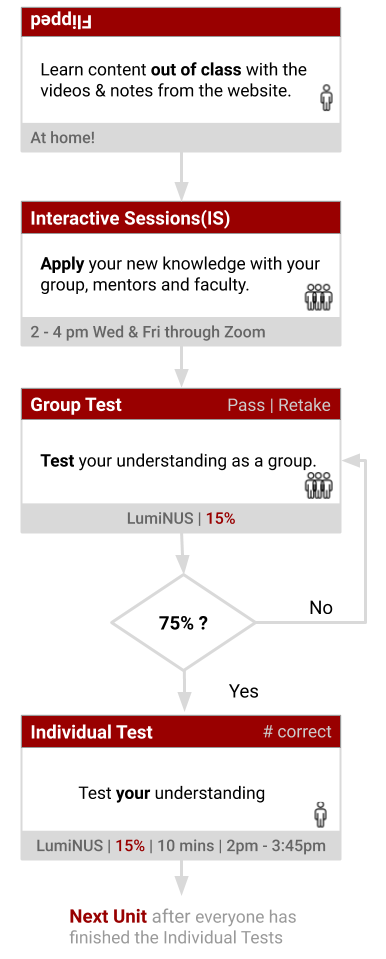 Flipped
Learn content out of class with the
videos & notes from the website.
At home!
Interactive Sessions(IS)
Apply your new knowledge with your
group, mentors and faculty.
2 - 4 pm Wed & Fri through Zoom
Group Test Pass | Retake
Test your understanding as a group.
LumiNUS | 15%
75% ?
No
Yes
Individual Test # correct
Test your understanding
LumiNUS | 15% | 10 mins | 2pm - 3:45pm
Next Unit after everyone has
finished the Individual Tests